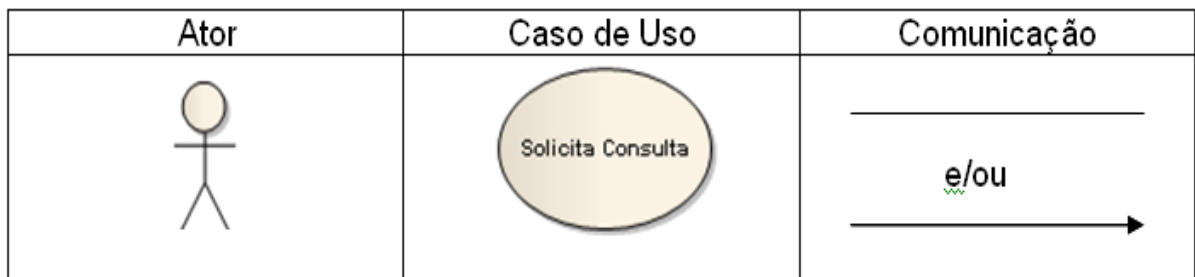 Ator
Caso de Uso
Comunicação
Solicita Consulta
e/ou